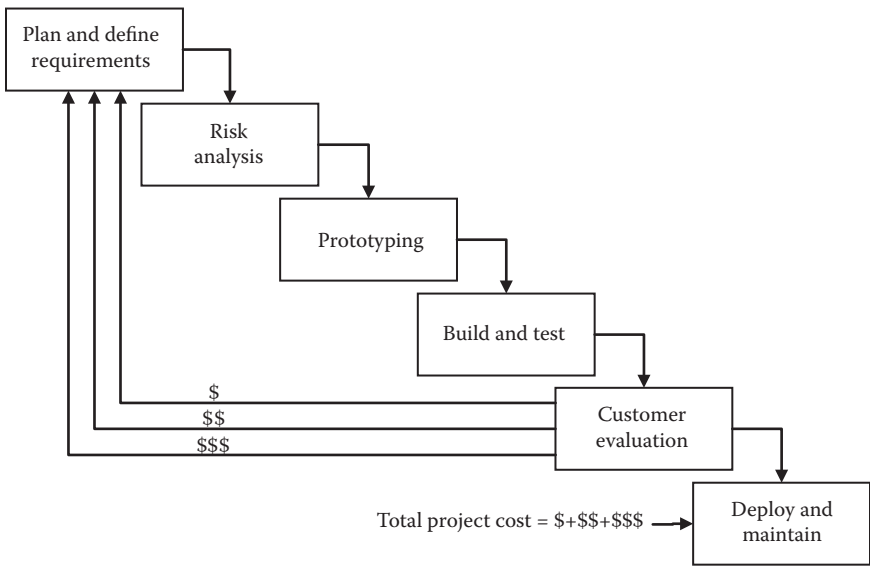 Plan and define
requirements
Risk
analysis
Prototyping
Build and test
$
$$
$$$
Customer
evaluation
Total project cost = $+$$+$$$
Deploy and
maintain